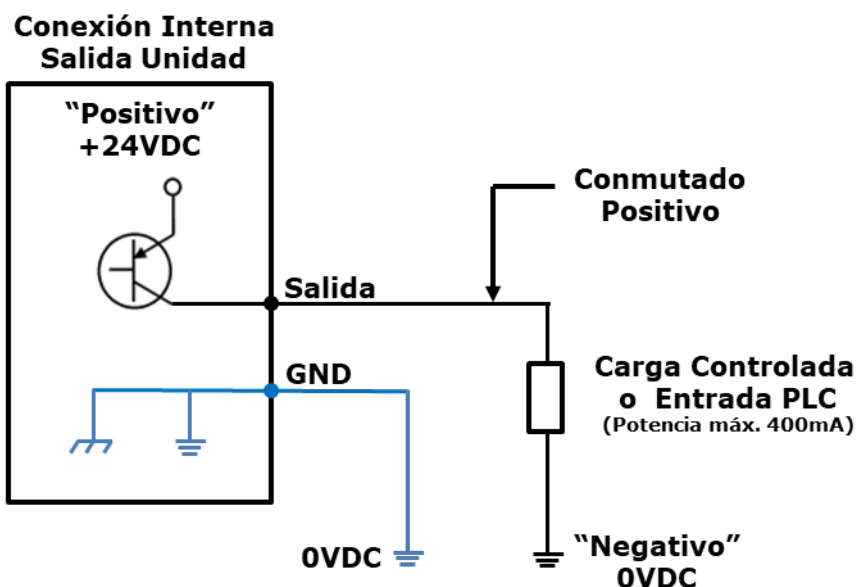 Conexión Interna
Salida Unidad
“Positivo”
+24VDC
Conmutado
Positivo
Salida
GND
Carga Controlada
o Entrada PLC
(Potencia máx. 400mA)
0VDC
“Negativo”
0VDC